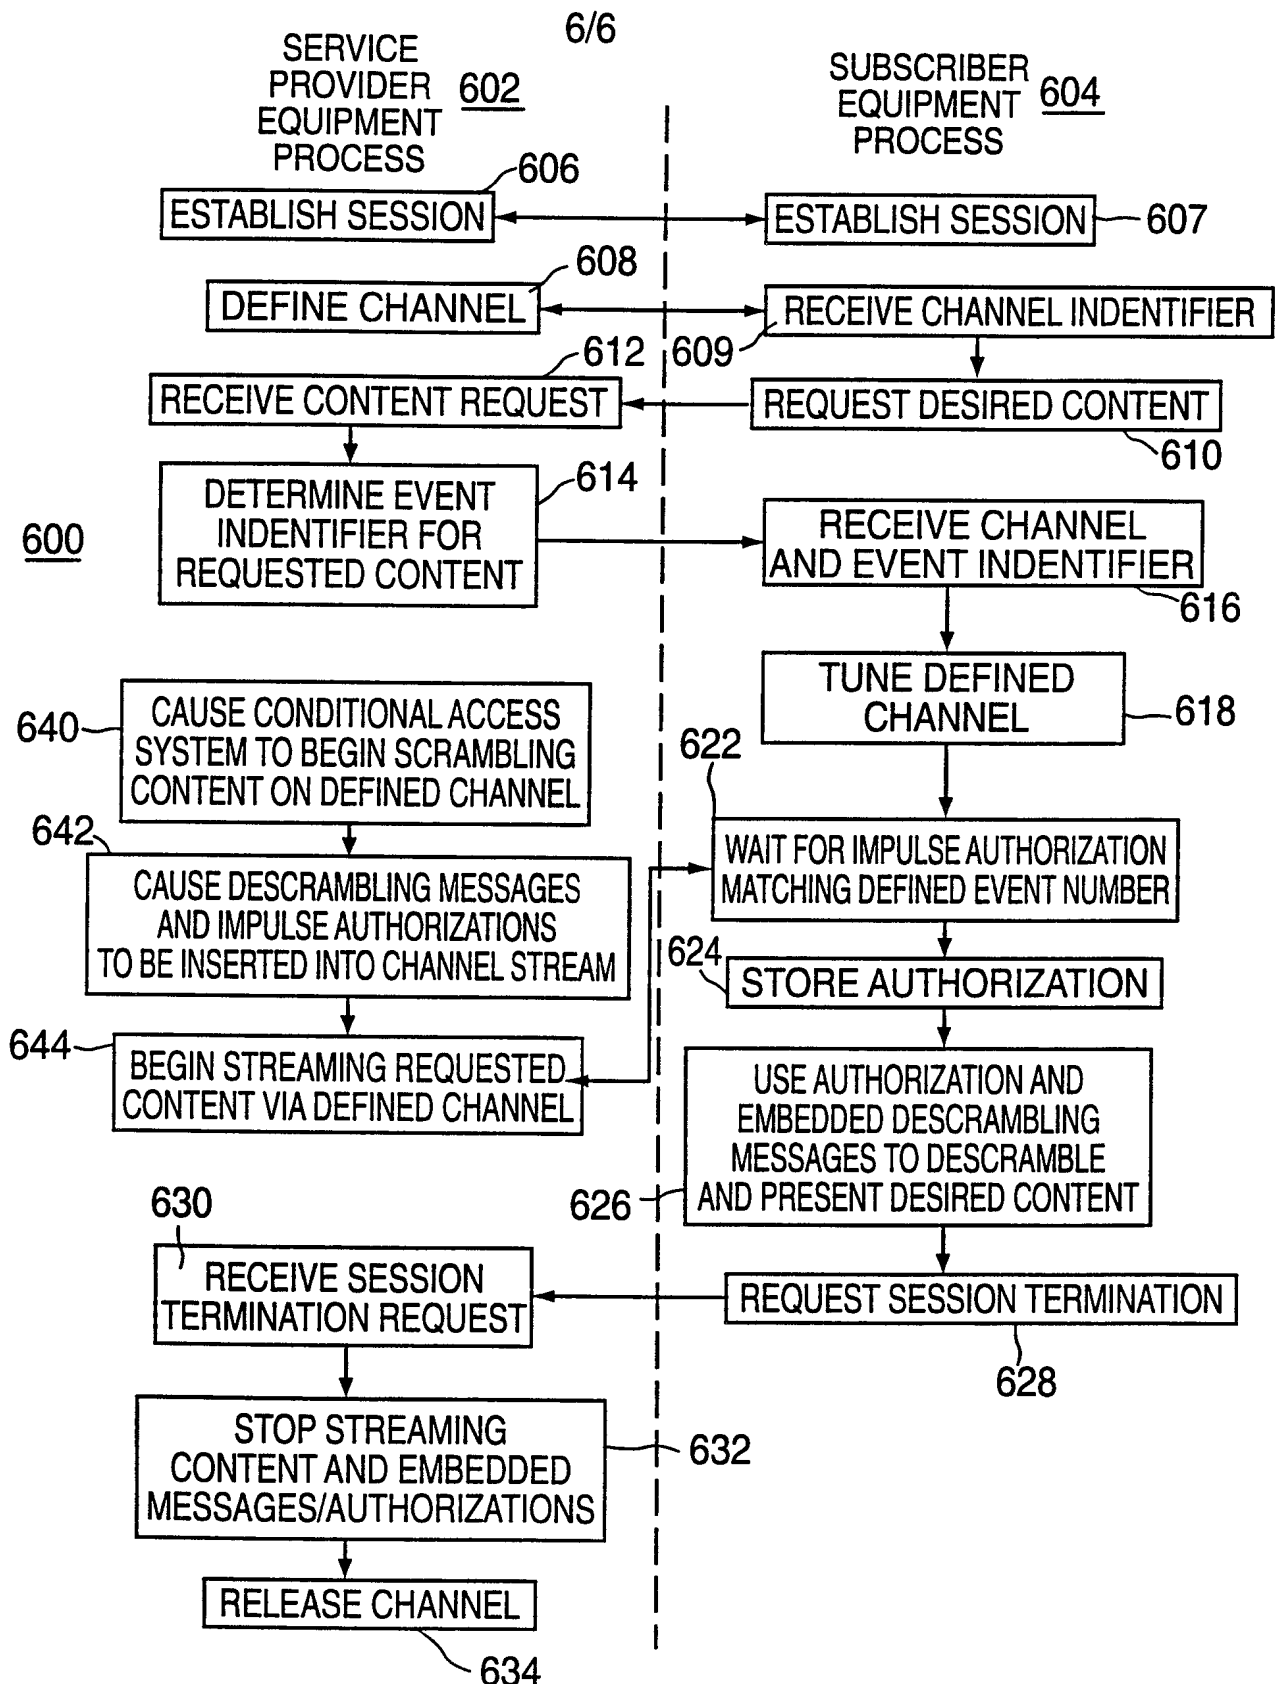 6/6
SERVICE
PROVIDER
EQUIPMENT
PROCESS
602
SUBSCRIBER
EQUIPMENT
PROCESS
604
606
ESTABLISH SESSION
ESTABLISH SESSION
607
608
DEFINE CHANNEL
RECEIVE CHANNEL INDENTIFIER
609
612
RECEIVE CONTENT REQUEST
REQUEST DESIRED CONTENT
610
614
DETERMINE EVENT
INDENTIFIER FOR
REQUESTED CONTENT
600
RECEIVE CHANNEL
AND EVENT INDENTIFIER
616
TUNE DEFINED
CHANNEL
618
640
CAUSE CONDITIONAL ACCESS
SYSTEM TO BEGIN SCRAMBLING
CONTENT ON DEFINED CHANNEL
622
WAIT FOR IMPULSE AUTHORIZATION
MATCHING DEFINED EVENT NUMBER
642
CAUSE DESCRAMBLING MESSAGES
AND IMPULSE AUTHORIZATIONS
TO BE INSERTED INTO CHANNEL STREAM
624
STORE AUTHORIZATION
644
BEGIN STREAMING REQUESTED
CONTENT VIA DEFINED CHANNEL
USE AUTHORIZATION AND
EMBEDDED DESCRAMBLING
MESSAGES TO DESCRAMBLE
AND PRESENT DESIRED CONTENT
626
630
RECEIVE SESSION
TERMINATION REQUEST
REQUEST SESSION TERMINATION
628
STOP STREAMING
CONTENT AND EMBEDDED
MESSAGES/AUTHORIZATIONS
632
RELEASE CHANNEL
634